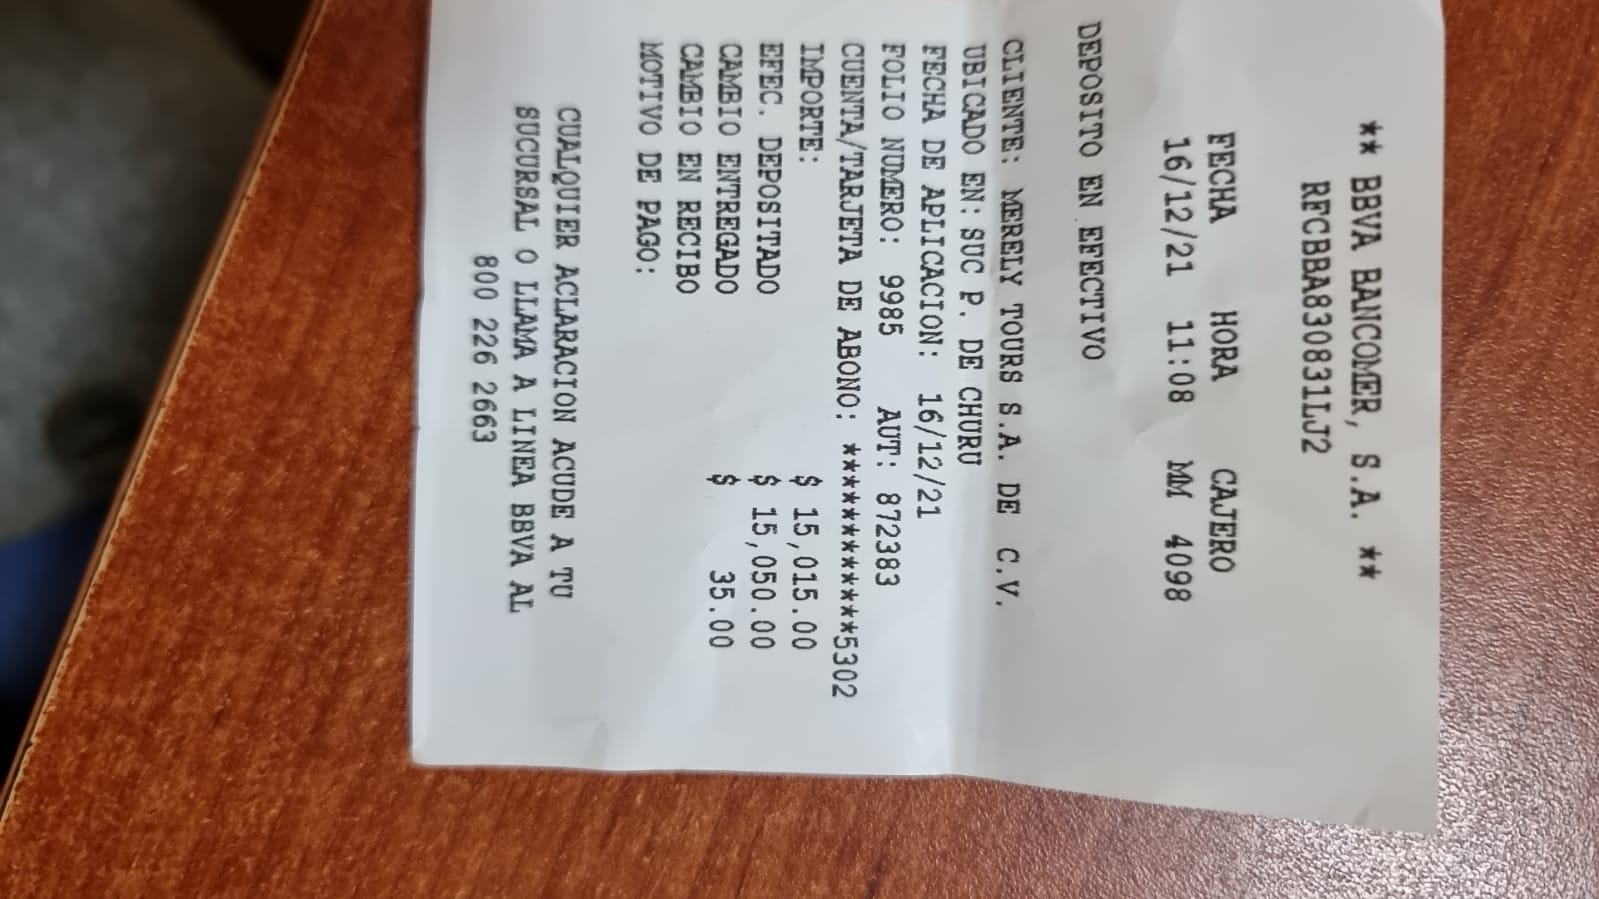 ** BBVA BANCOMER, S.A. **
RFCBBA830831LJ2
FECHA HORA CAJERO
16/12/21 11:08 MM 4098
DEPOSITO EN EFECTIVO
CLIENTE: MERELY TOURS S.A. DE C.V.
UBICADO EN: SUC P. DE CHURU
FECHA DE APLICACION: 16/12/21
FOLIO NUMERO: 9985 AUT: 872383
CUENTA/TARJETA DE ABONO: ************5302
IMPORTE: $ 15,015.00
EFEC. DEPOSITADO $ 15,050.00
CAMBIO ENTREGADO $ 35.00
CAMBIO EN RECIBO
MOTIVO DE PAGO:
CUALQUIER ACLARACION ACUDE A TU
SUCURSAL O LLAMA A LINEA BBVA AL
800 226 2663